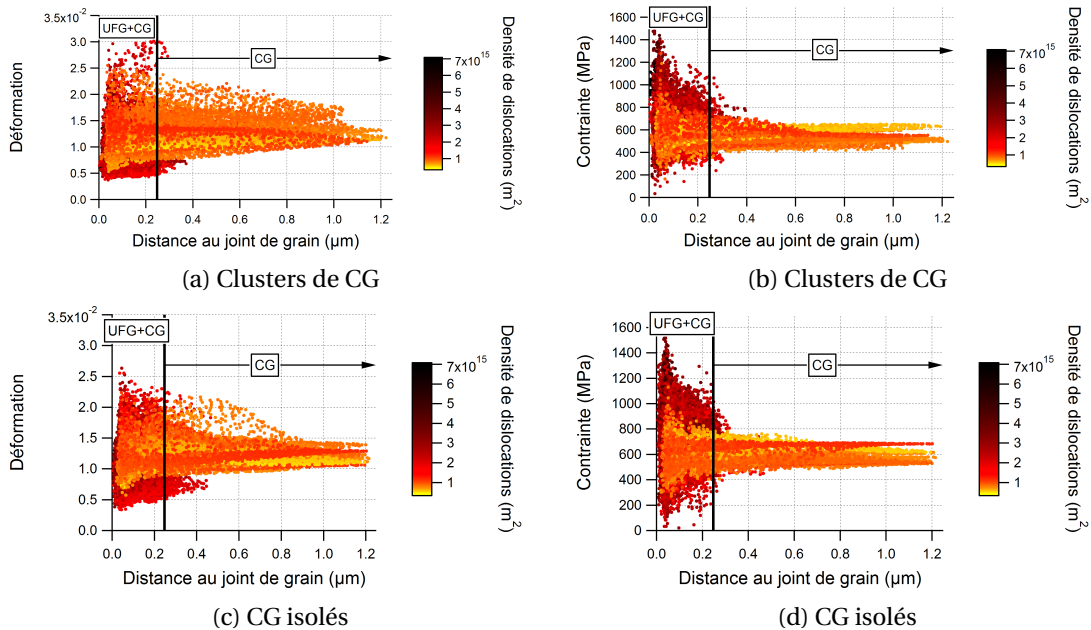 3.5x10-2
3.0
2.5
2.0
1.5
1.0
0.5
0.0
Déformation
UFG+CG
CG
0.0 0.2 0.4 0.6 0.8 1.0 1.2
Distance au joint de grain (µm)
7x10^15
6
5
4
3
2
1
Densité de dislocations (m^2)
(a) Clusters de CG
1600
1400
1200
1000
800
600
400
200
0
Contrainte (MPa)
UFG+CG
CG
0.0 0.2 0.4 0.6 0.8 1.0 1.2
Distance au joint de grain (µm)
7x10^15
6
5
4
3
2
1
Densité de dislocations (m^2)
(b) Clusters de CG
3.5x10-2
3.0
2.5
2.0
1.5
1.0
0.5
0.0
Déformation
UFG+CG
CG
0.0 0.2 0.4 0.6 0.8 1.0 1.2
Distance au joint de grain (µm)
7x10^15
6
5
4
3
2
1
Densité de dislocations (m^2)
(c) CG isolés
1600
1400
1200
1000
800
600
400
200
0
Contrainte (MPa)
UFG+CG
CG
0.0 0.2 0.4 0.6 0.8 1.0 1.2
Distance au joint de grain (µm)
7x10^15
6
5
4
3
2
1
Densité de dislocations (m^2)
(d) CG isolés